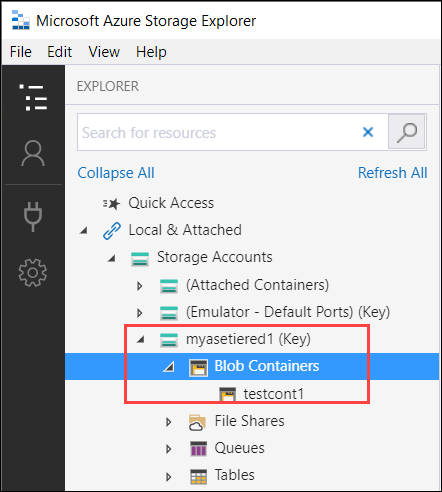 Microsoft Azure Storage Explorer
File Edit View Help
EXPLORER
Search for resources
Collapse All Refresh All
Quick Access
Local & Attached
Storage Accounts
(Attached Containers)
(Emulator - Default Ports) (Key)
myasetiered1 (Key)
Blob Containers
testcont1
File Shares
Queues
Tables